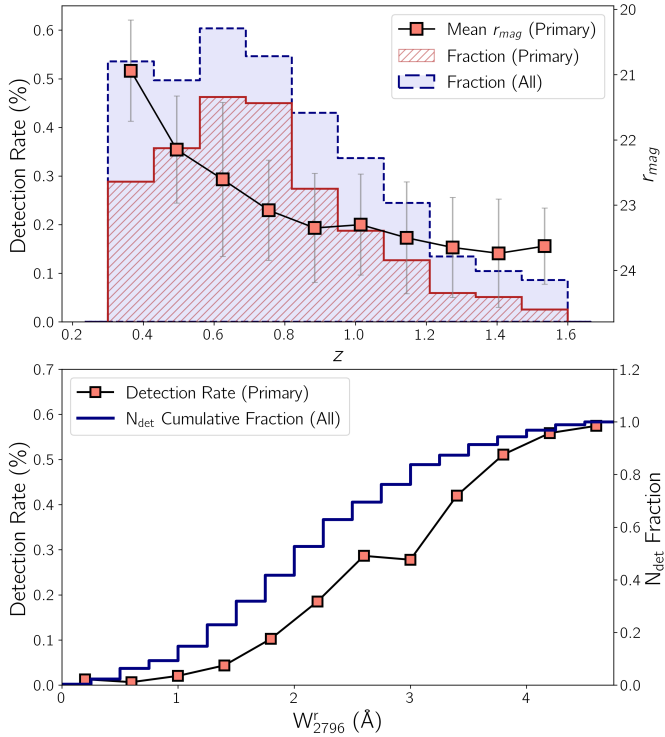 Mean r_mag (Primary)
Fraction (Primary)
Fraction (All)
Detection Rate (%)
0.6
0.5
0.4
0.3
0.2
0.1
0.0
20
21
22
23
24
r_mag
0.2 0.4 0.6 0.8 1.0 1.2 1.4 1.6
z
Detection Rate (Primary)
N_det Cumulative Fraction (All)
Detection Rate (%)
0.7
0.6
0.5
0.4
0.3
0.2
0.1
0.0
1.2
1.0
0.8
0.6
0.4
0.2
0.0
N_det Fraction
0 1 2 3 4
W^r_2796 (Å)